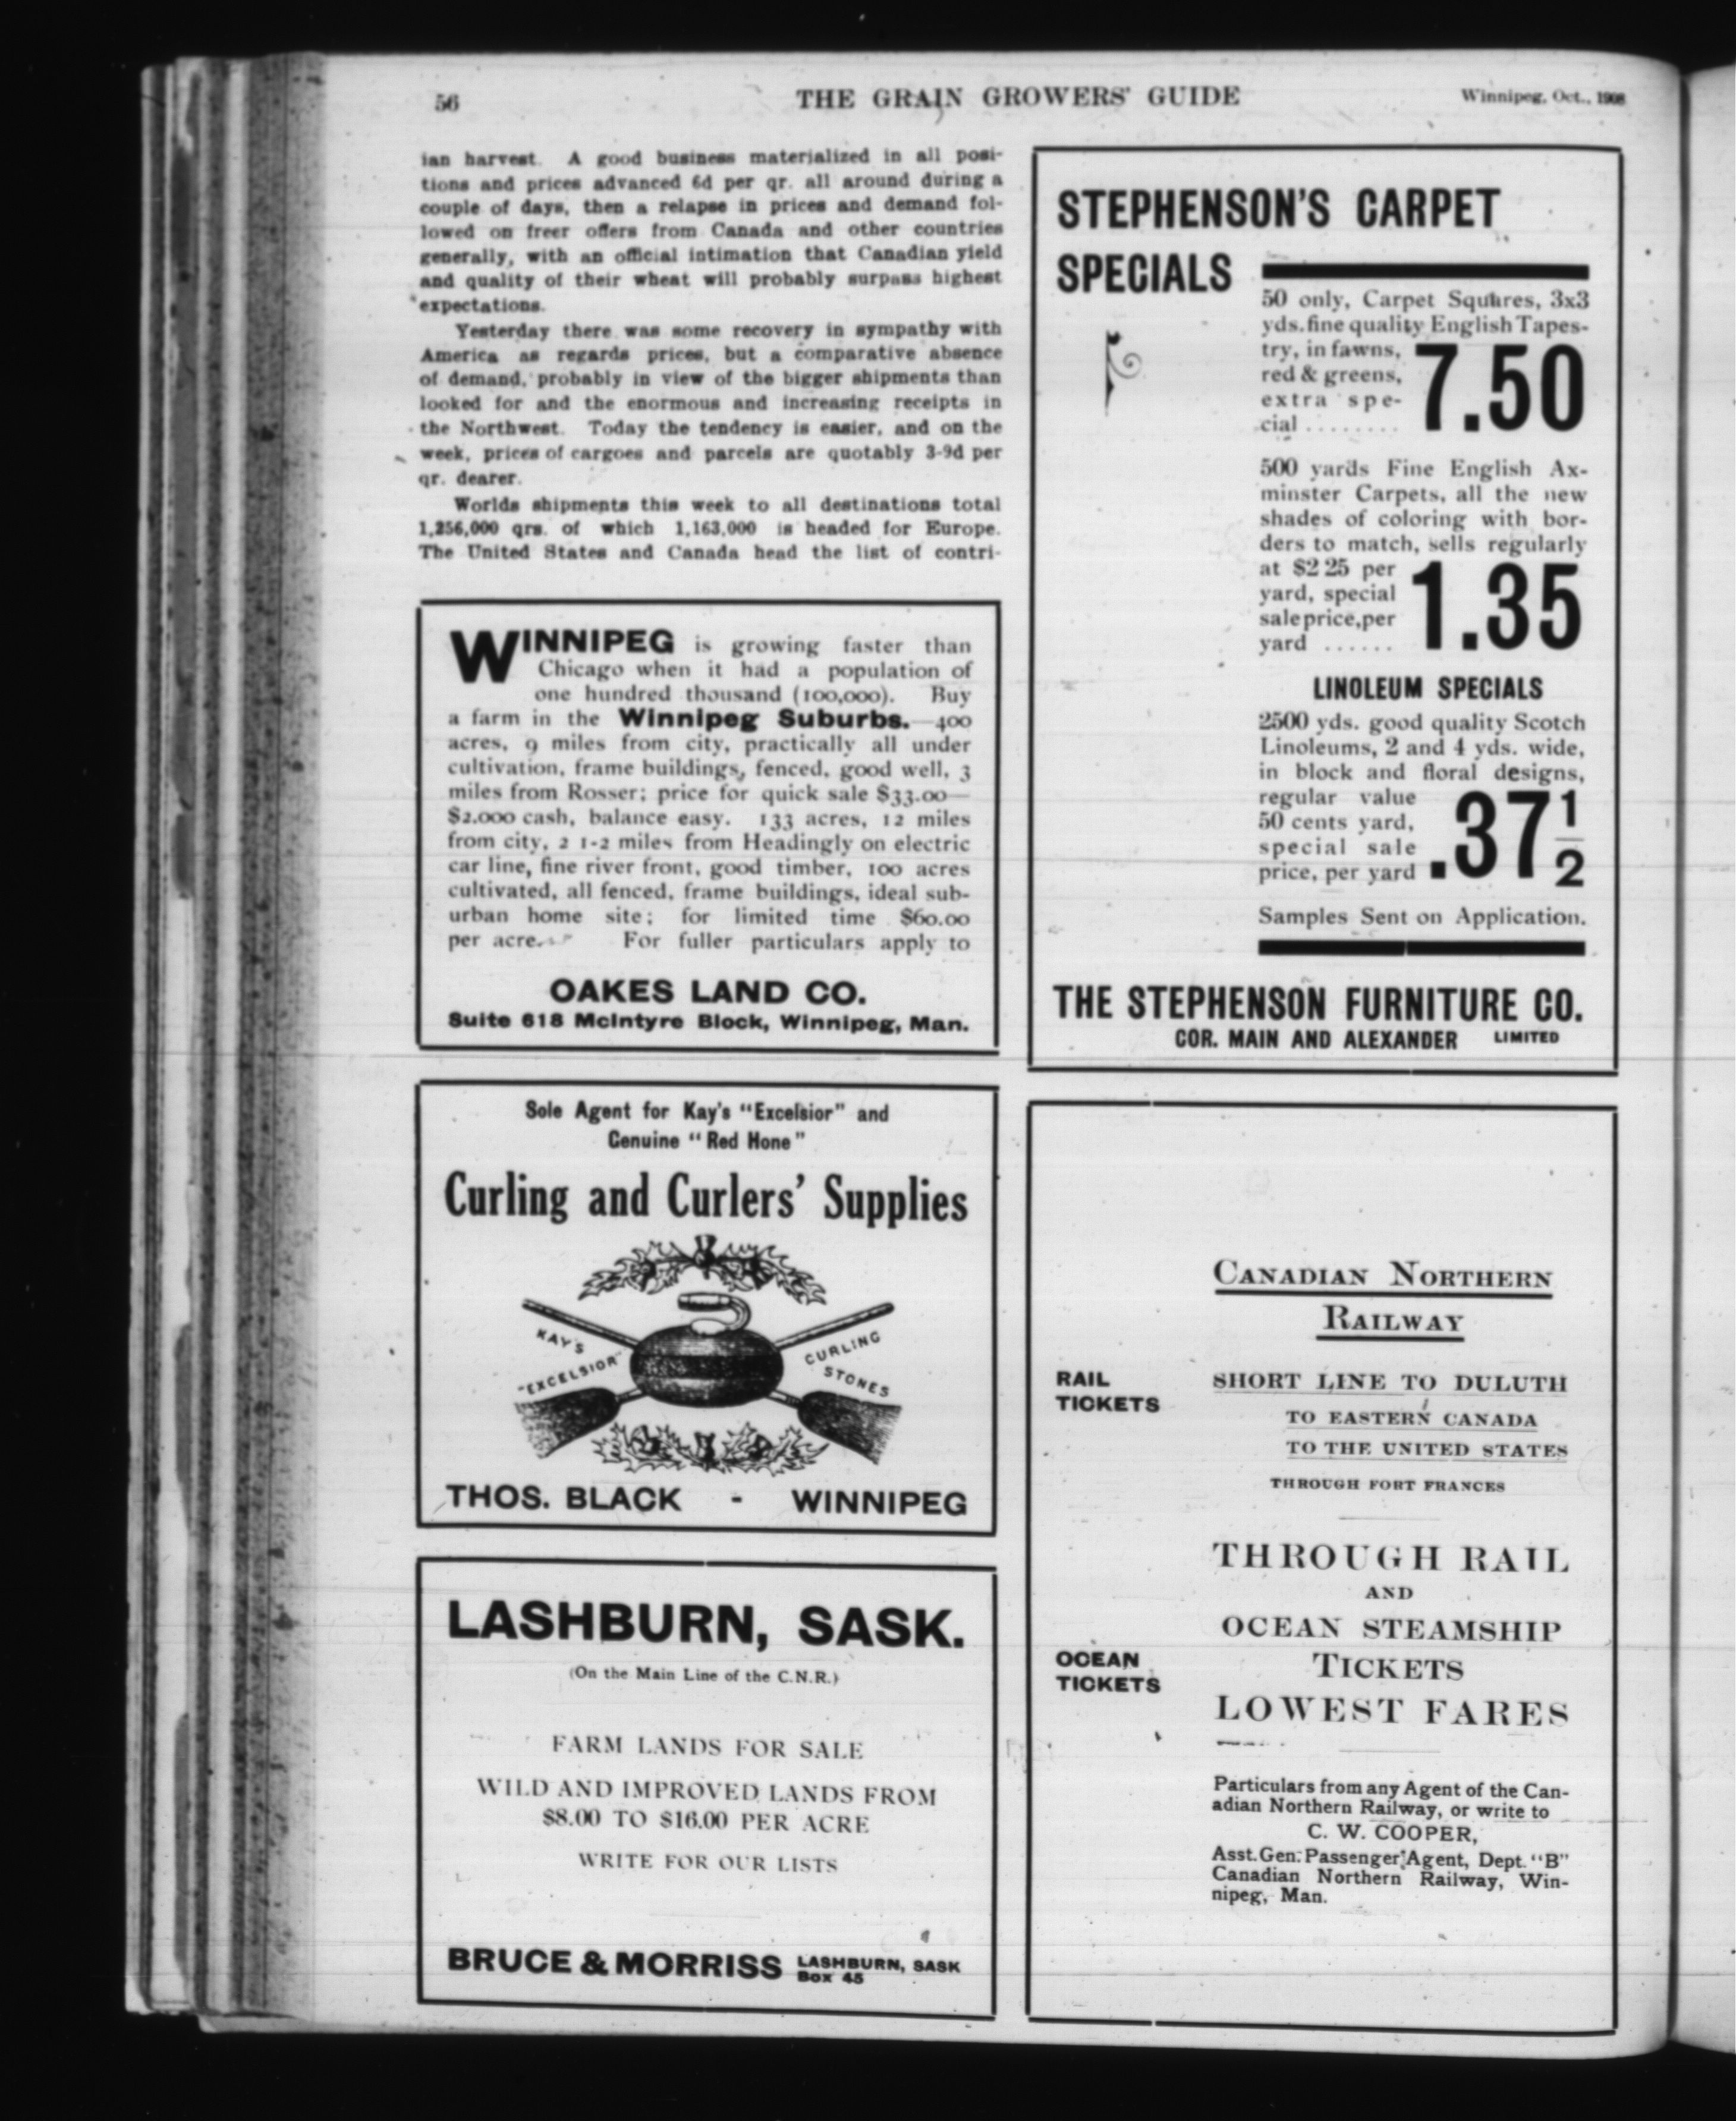 56
THE GRAIN GROWERS' GUIDE
Winnipeg, Oct., 1908
ian harvest. A good business materialized in all posi-
tions and prices advanced 6d per qr. all around during a
couple of days, then a relapse in prices and demand fol-
lowed on freer offers from Canada and other countries
generally, with an official intimation that Canadian yield
and quality of their wheat will probably surpass highest
expectations.
Yesterday there was some recovery in sympathy with
America as regards prices, but a comparative absence
of demand, probably in view of the bigger shipments than
looked for and the enormous and increasing receipts in
the Northwest. Today the tendency is easier, and on the
week, prices of cargoes and parcels are quotably 3-9d per
qr. dearer.
Worlds shipments this week to all destinations total
1,256,000 qrs. of which 1,163,000 is headed for Europe.
The United States and Canada head the list of contri-
WINNIPEG is growing faster than
Chicago when it had a population of
one hundred thousand (100,000). Buy
a farm in the Winnipeg Suburbs.—400
acres, 9 miles from city, practically all under
cultivation, frame buildings, fenced, good well, 3
miles from Rosser; price for quick sale $33.00—
$2.000 cash, balance easy. 133 acres, 12 miles
from city, 2 1-2 miles from Headingly on electric
car line, fine river front, good timber, 100 acres
cultivated, all fenced, frame buildings, ideal sub-
urban home site; for limited time $60.00
per acre. For fuller particulars apply to
OAKES LAND CO.
Suite 618 McIntyre Block, Winnipeg, Man.
Sole Agent for Kay's "Excelsior" and
Genuine "Red Hone"
Curling and Curlers' Supplies
KAY'S
"EXCELSIOR"
CURLING
STONES
THOS. BLACK - WINNIPEG
LASHBURN, SASK.
(On the Main Line of the C.N.R.)
FARM LANDS FOR SALE
WILD AND IMPROVED LANDS FROM
$8.00 TO $16.00 PER ACRE
WRITE FOR OUR LISTS
BRUCE & MORRISS LASHBURN, SASK
Box 45
STEPHENSON'S CARPET
SPECIALS
50 only, Carpet Squares, 3x3
yds. fine quality English Tapes-
try, in fawns,
red & greens,
extra spe-
cial ........ 7.50
500 yards Fine English Ax-
minster Carpets, all the new
shades of coloring with bor-
ders to match, sells regularly
at $2 25 per
yard, special
sale price, per
yard ...... 1.35
LINOLEUM SPECIALS
2500 yds. good quality Scotch
Linoleums, 2 and 4 yds. wide,
in block and floral designs,
regular value
50 cents yard,
special sale
price, per yard .37 1/2
Samples Sent on Application.
THE STEPHENSON FURNITURE CO.
COR. MAIN AND ALEXANDER LIMITED
CANADIAN NORTHERN
RAILWAY
RAIL
TICKETS
SHORT LINE TO DULUTH
TO EASTERN CANADA
TO THE UNITED STATES
THROUGH FORT FRANCES
THROUGH RAIL
AND
OCEAN STEAMSHIP
TICKETS
LOWEST FARES
OCEAN
TICKETS
Particulars from any Agent of the Can-
adian Northern Railway, or write to
C. W. COOPER,
Asst. Gen. Passenger Agent, Dept. "B"
Canadian Northern Railway, Win-
nipeg, Man.